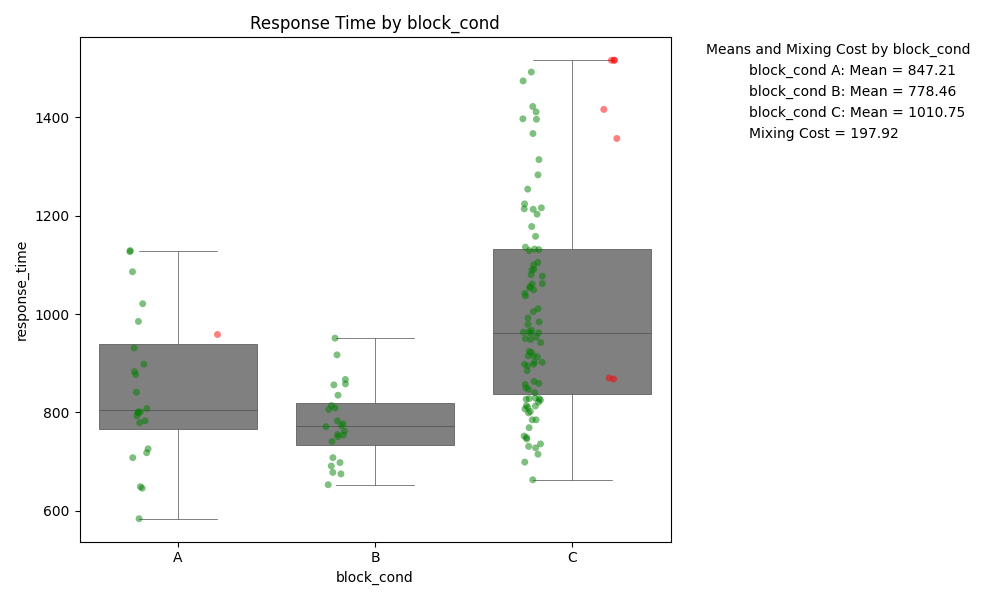 Response Time by block_cond
Means and Mixing Cost by block_cond
block_cond A: Mean = 847.21
block_cond B: Mean = 778.46
block_cond C: Mean = 1010.75
Mixing Cost = 197.92
response_time
1400
1200
1000
800
600
A B C
block_cond